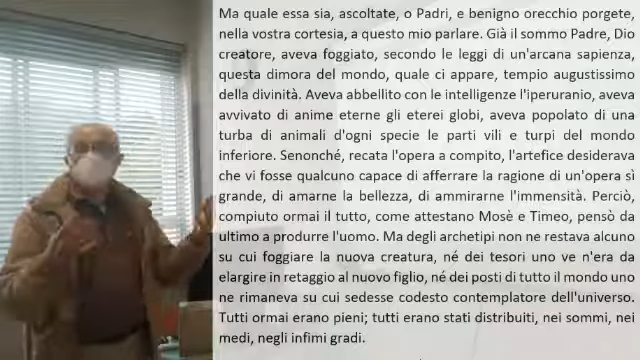 Ma quale essa sia, ascoltate, o Padri, e benigno orecchio porgete,
nella vostra cortesia, a questo mio parlare. Già il sommo Padre, Dio
creatore, aveva foggiato, secondo le leggi di un'arcana sapienza,
questa dimora del mondo, quale ci appare, tempio augustissimo
della divinità. Aveva abbellito con le intelligenze l'iperuranio, aveva
avvivato di anime eterne gli eterei globi, aveva popolato di una
turba di animali d'ogni specie le parti vili e turpi del mondo
inferiore. Senonché, recata l'opera a compito, l'artefice desiderava
che vi fosse qualcuno capace di afferrare la ragione di un'opera sì
grande, di amarne la bellezza, di ammirarne l'immensità. Perciò,
compiuto ormai il tutto, come attestano Mosè e Timeo, pensò da
ultimo a produrre l'uomo. Ma degli archetipi non ne restava alcuno
su cui foggiare la nuova creatura, né dei tesori uno ve n'era da
elargire in retaggio al nuovo figlio, né dei posti di tutto il mondo uno
ne rimaneva su cui sedesse codesto contemplatore dell'universo.
Tutti ormai erano pieni; tutti erano stati distribuiti, nei sommi, nei
medi, negli infimi gradi.